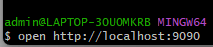 admin@LAPTOP-3OUOMKRB MINGW64
$ open http://localhost:9090